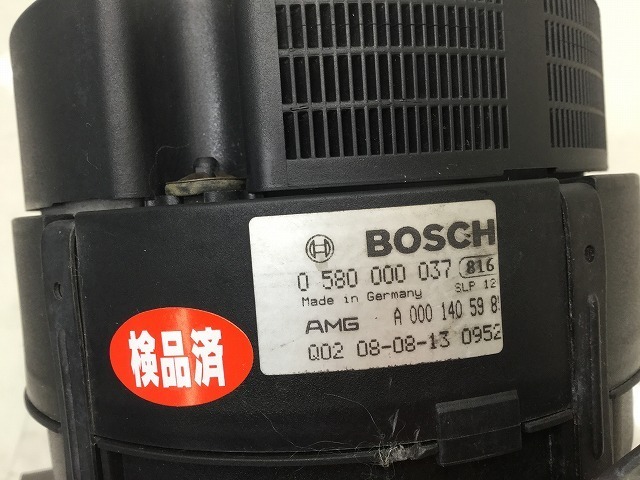 BOSCH
0 580 000 037 816
Made in Germany SLP 12
AMG A 000 140 59 8
Q02 08-08-13 0952
検品済